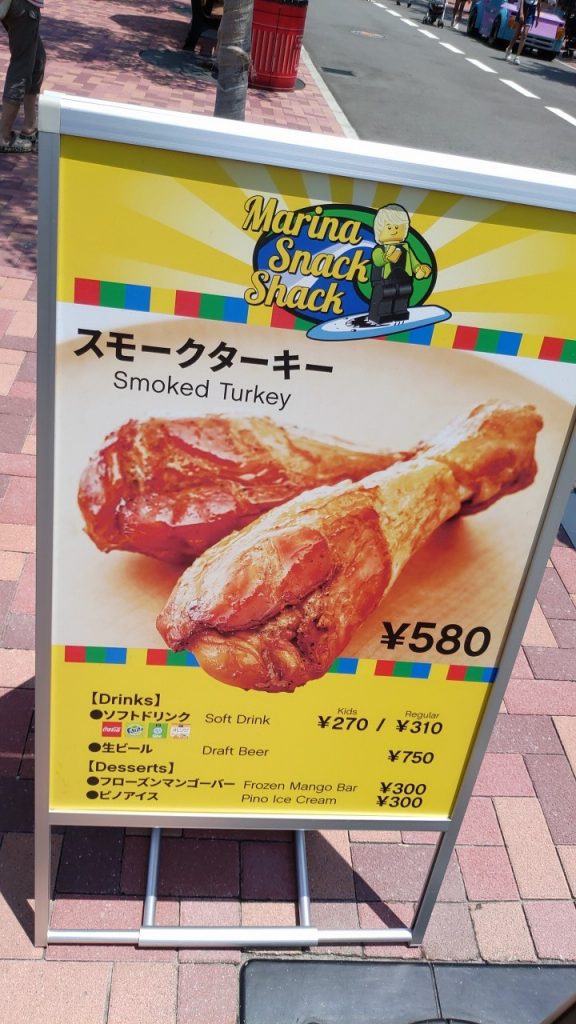 Marina
Snack
Shack
スモークターキー
Smoked Turkey
¥580
【Drinks】
●ソフトドリンク Soft Drink Kids ¥270 / Regular ¥310
Coca-Cola
●生ビール Draft Beer ¥750
【Desserts】
●フローズンマンゴーバー Frozen Mango Bar ¥300
●ピノアイス Pino Ice Cream ¥300